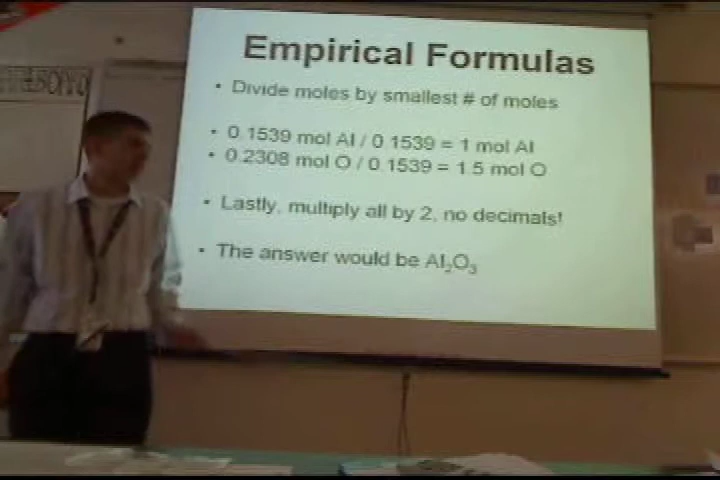 Empirical Formulas
• Divide moles by smallest # of moles
• 0.1539 mol Al / 0.1539 = 1 mol Al
• 0.2308 mol O / 0.1539 = 1.5 mol O
• Lastly, multiply all by 2, no decimals!
• The answer would be Al₂O₃